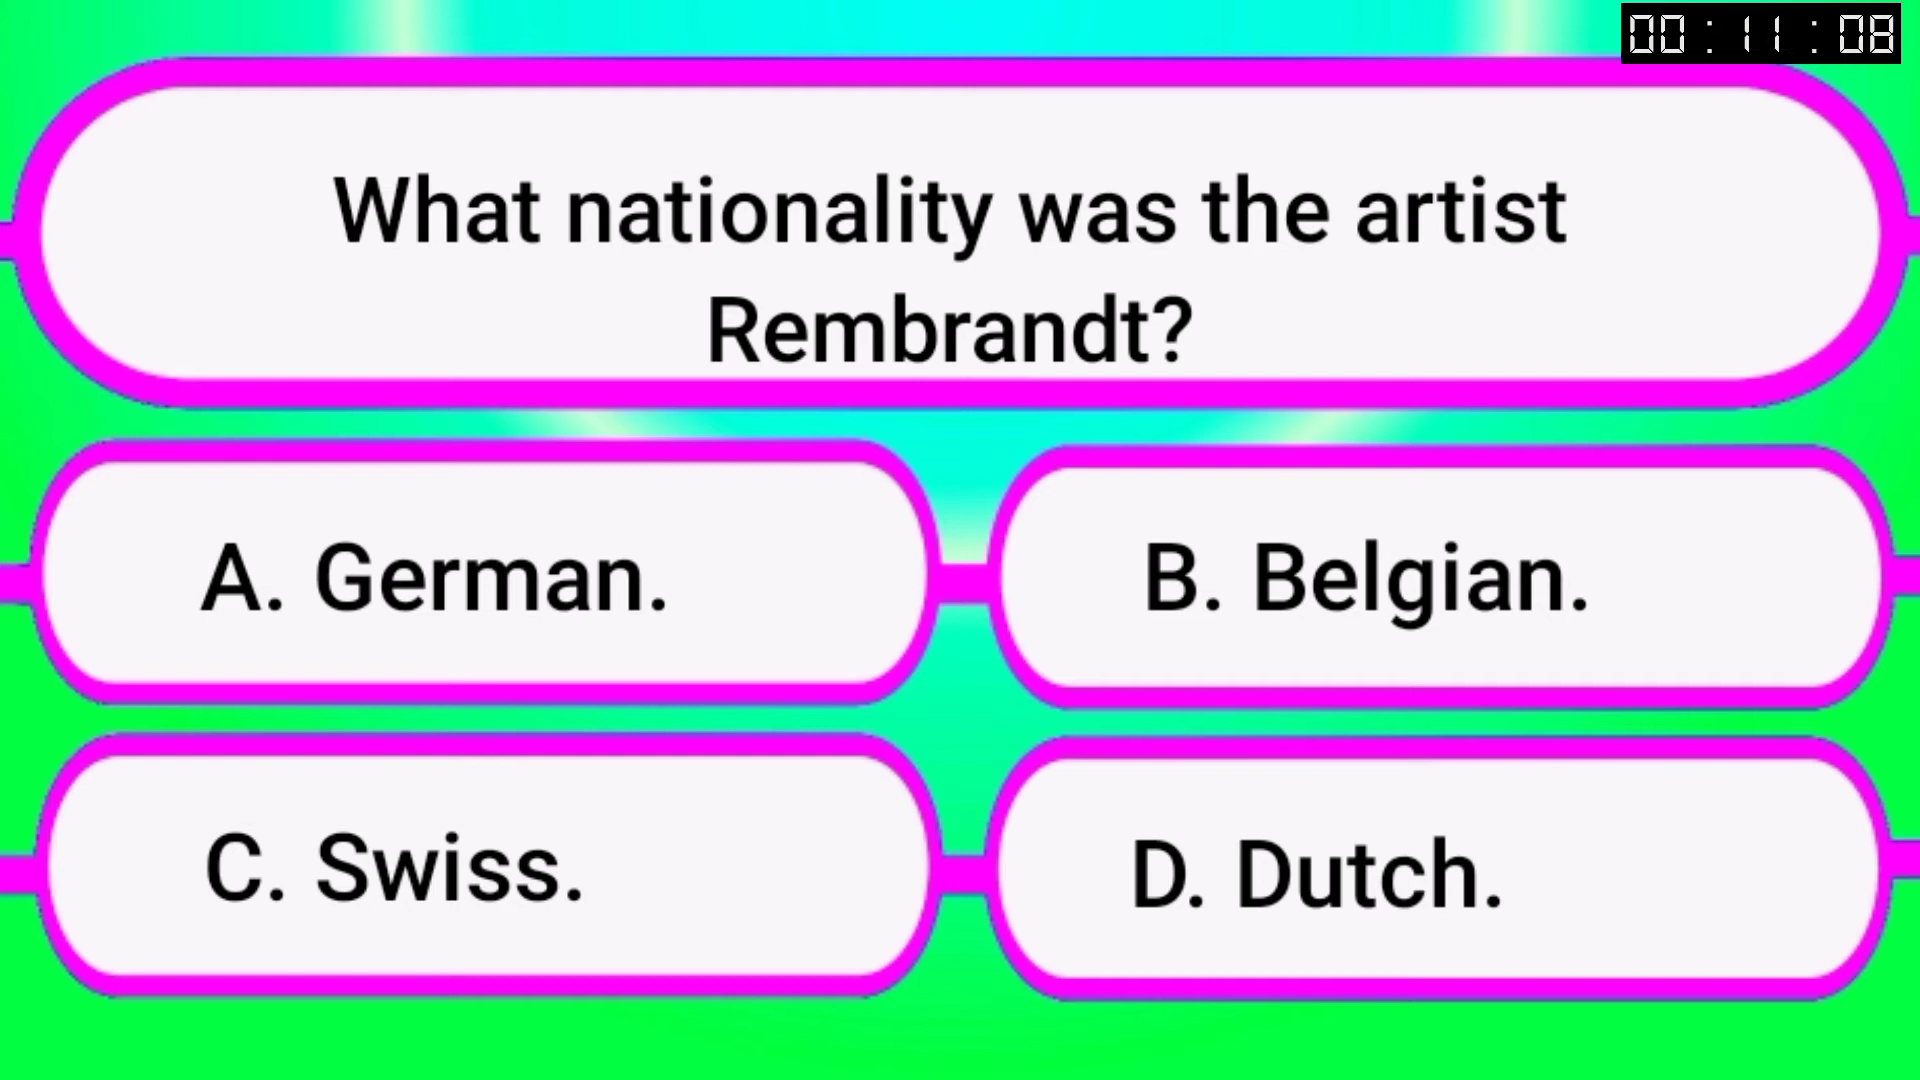 00:11:08
What nationality was the artist
Rembrandt?
A. German.
B. Belgian.
C. Swiss.
D. Dutch.